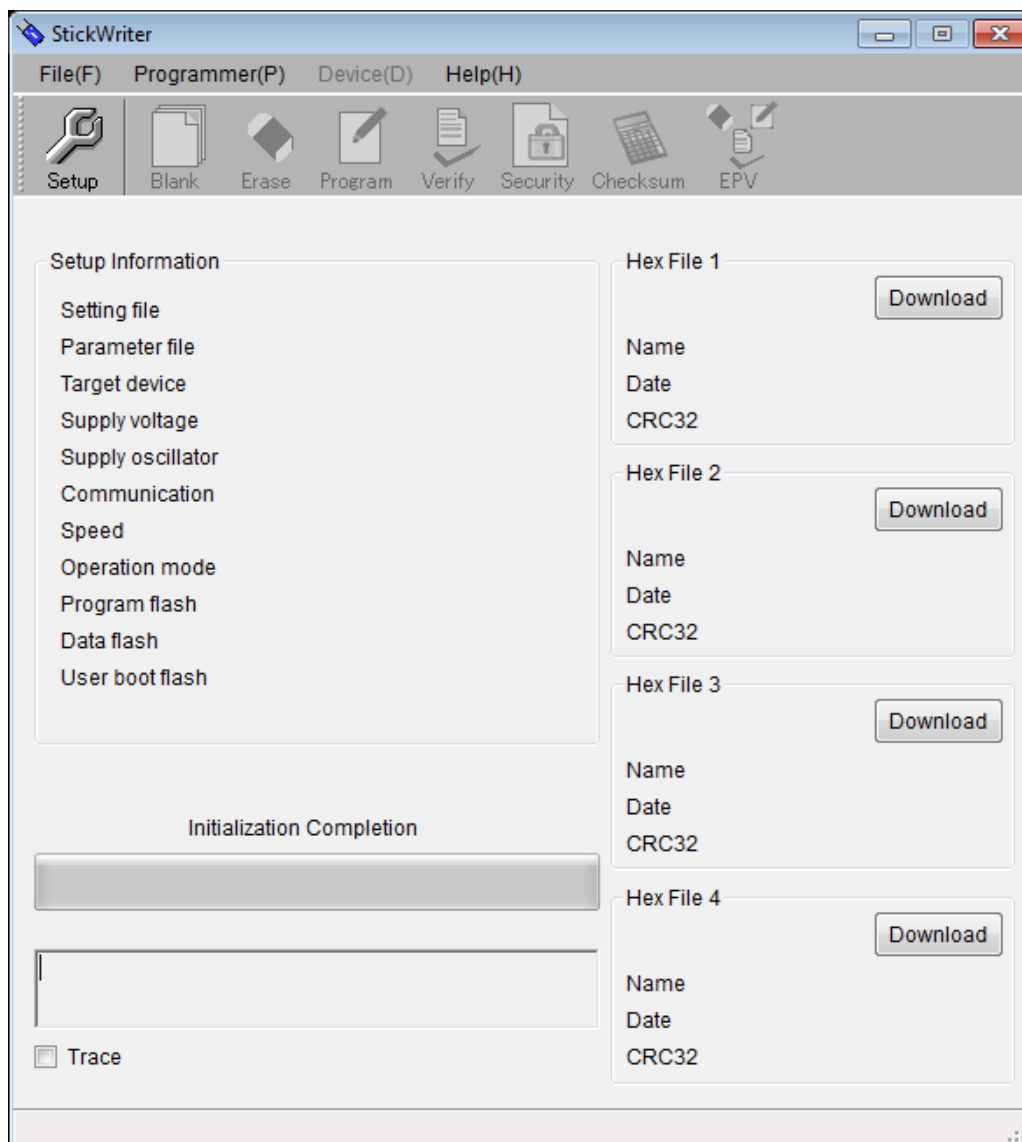 StickWriter
File(F) Programmer(P) Device(D) Help(H)
Setup Blank Erase Program Verify Security Checksum EPV
Setup Information
Setting file
Parameter file
Target device
Supply voltage
Supply oscillator
Communication
Speed
Operation mode
Program flash
Data flash
User boot flash
Initialization Completion
Trace
Hex File 1
Download
Name
Date
CRC32
Hex File 2
Download
Name
Date
CRC32
Hex File 3
Download
Name
Date
CRC32
Hex File 4
Download
Name
Date
CRC32